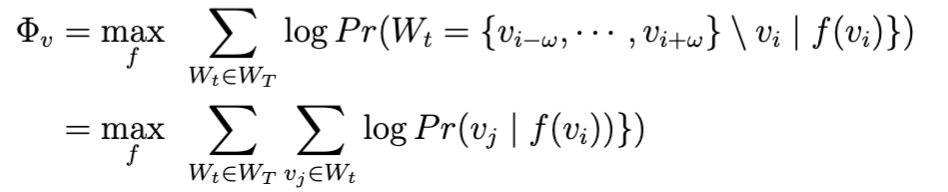 Φ_v = max_f ∑_{W_t∈W_T} log Pr(W_t = {v_{i−ω}, ⋯ , v_{i+ω}} \ v_i | f(v_i)})
= max_f ∑_{W_t∈W_T} ∑_{v_j∈W_t} log Pr(v_j | f(v_i))})